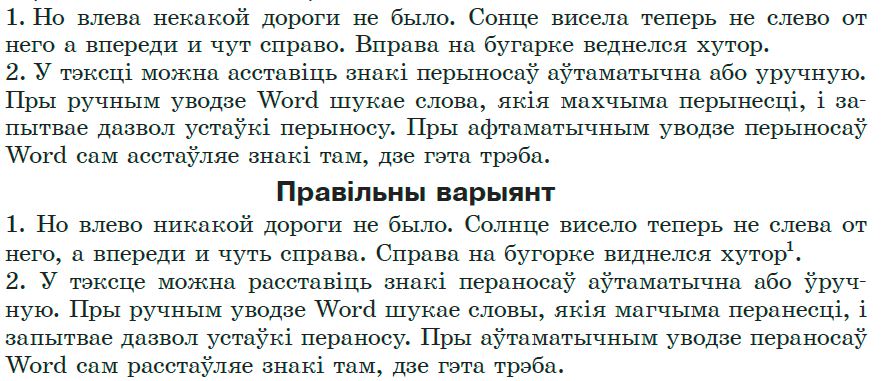 1. Но влева некакой дороги не было. Сонце висела теперь не слево от
него а впереди и чут справо. Вправа на бугарке веднелся хутор.
2. У тэксці можна асставіць знакі перыносаў аўтаматычна або уручную.
Пры ручным уводзе Word шукае слова, якія махчыма перынесці, і за-
пытвае дазвол устаўкі перыносу. Пры афтаматычным уводзе перыносаў
Word сам асстаўляе знакі там, дзе гэта трэба.
Правільны варыянт
1. Но влево никакой дороги не было. Солнце висело теперь не слева от
него, а впереди и чуть справа. Справа на бугорке виднелся хутор¹.
2. У тэксце можна расставіць знакі пераносаў аўтаматычна або ўруч-
ную. Пры ручным уводзе Word шукае словы, якія магчыма перанесці, і
запытвае дазвол устаўкі пераносу. Пры аўтаматычным уводзе пераносаў
Word сам расстаўляе знакі там, дзе гэта трэба.